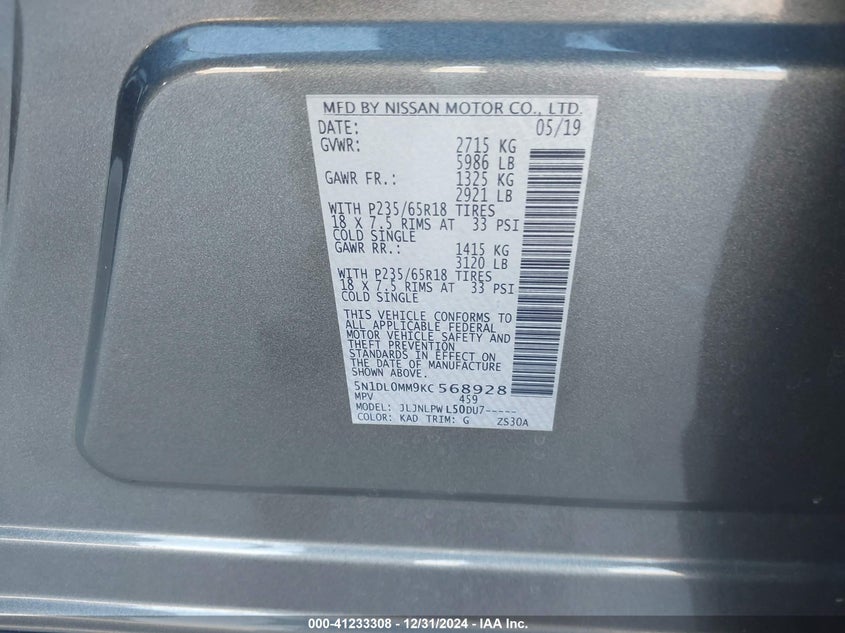 MFD BY NISSAN MOTOR CO., LTD.
DATE: 05/19
GVWR: 2715 KG
5986 LB
GAWR FR.: 1325 KG
2921 LB
WITH P235/65R18 TIRES
18 X 7.5 RIMS AT 33 PSI
COLD SINGLE
GAWR RR.: 1415 KG
3120 LB
WITH P235/65R18 TIRES
18 X 7.5 RIMS AT 33 PSI
COLD SINGLE
THIS VEHICLE CONFORMS TO
ALL APPLICABLE FEDERAL
MOTOR VEHICLE SAFETY AND
THEFT PREVENTION
STANDARDS IN EFFECT ON
THE DATE OF MANUFACTURE
SHOWN ABOVE.
5N1DL0MM9KC568928
MPV 459
MODEL: JLJNLPWL50DU7-----
COLOR: KAD TRIM: G ZS30A
000-41233308 - 12/31/2024 - IAA Inc.